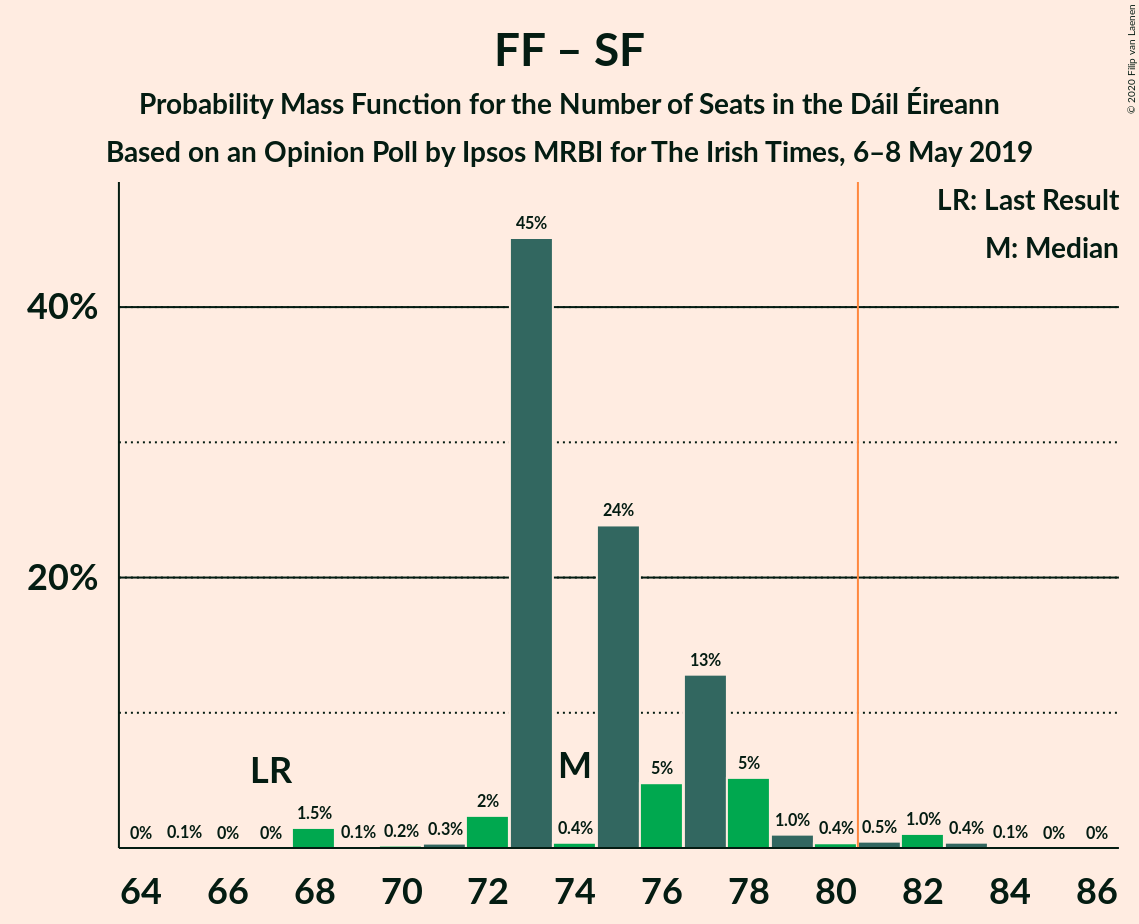 FF – SF
Probability Mass Function for the Number of Seats in the Dáil Éireann
Based on an Opinion Poll by Ipsos MRBI for The Irish Times, 6–8 May 2019
© 2020 Filip van Laenen
LR: Last Result
M: Median
45%
40%
24%
20%
13%
LR
M
5%
5%
0%
0.1%
0%
0%
1.5%
0.1%
0.2%
0.3%
2%
0.4%
1.0%
0.4%
0.5%
1.0%
0.4%
0.1%
0%
0%
64 66 68 70 72 74 76 78 80 82 84 86